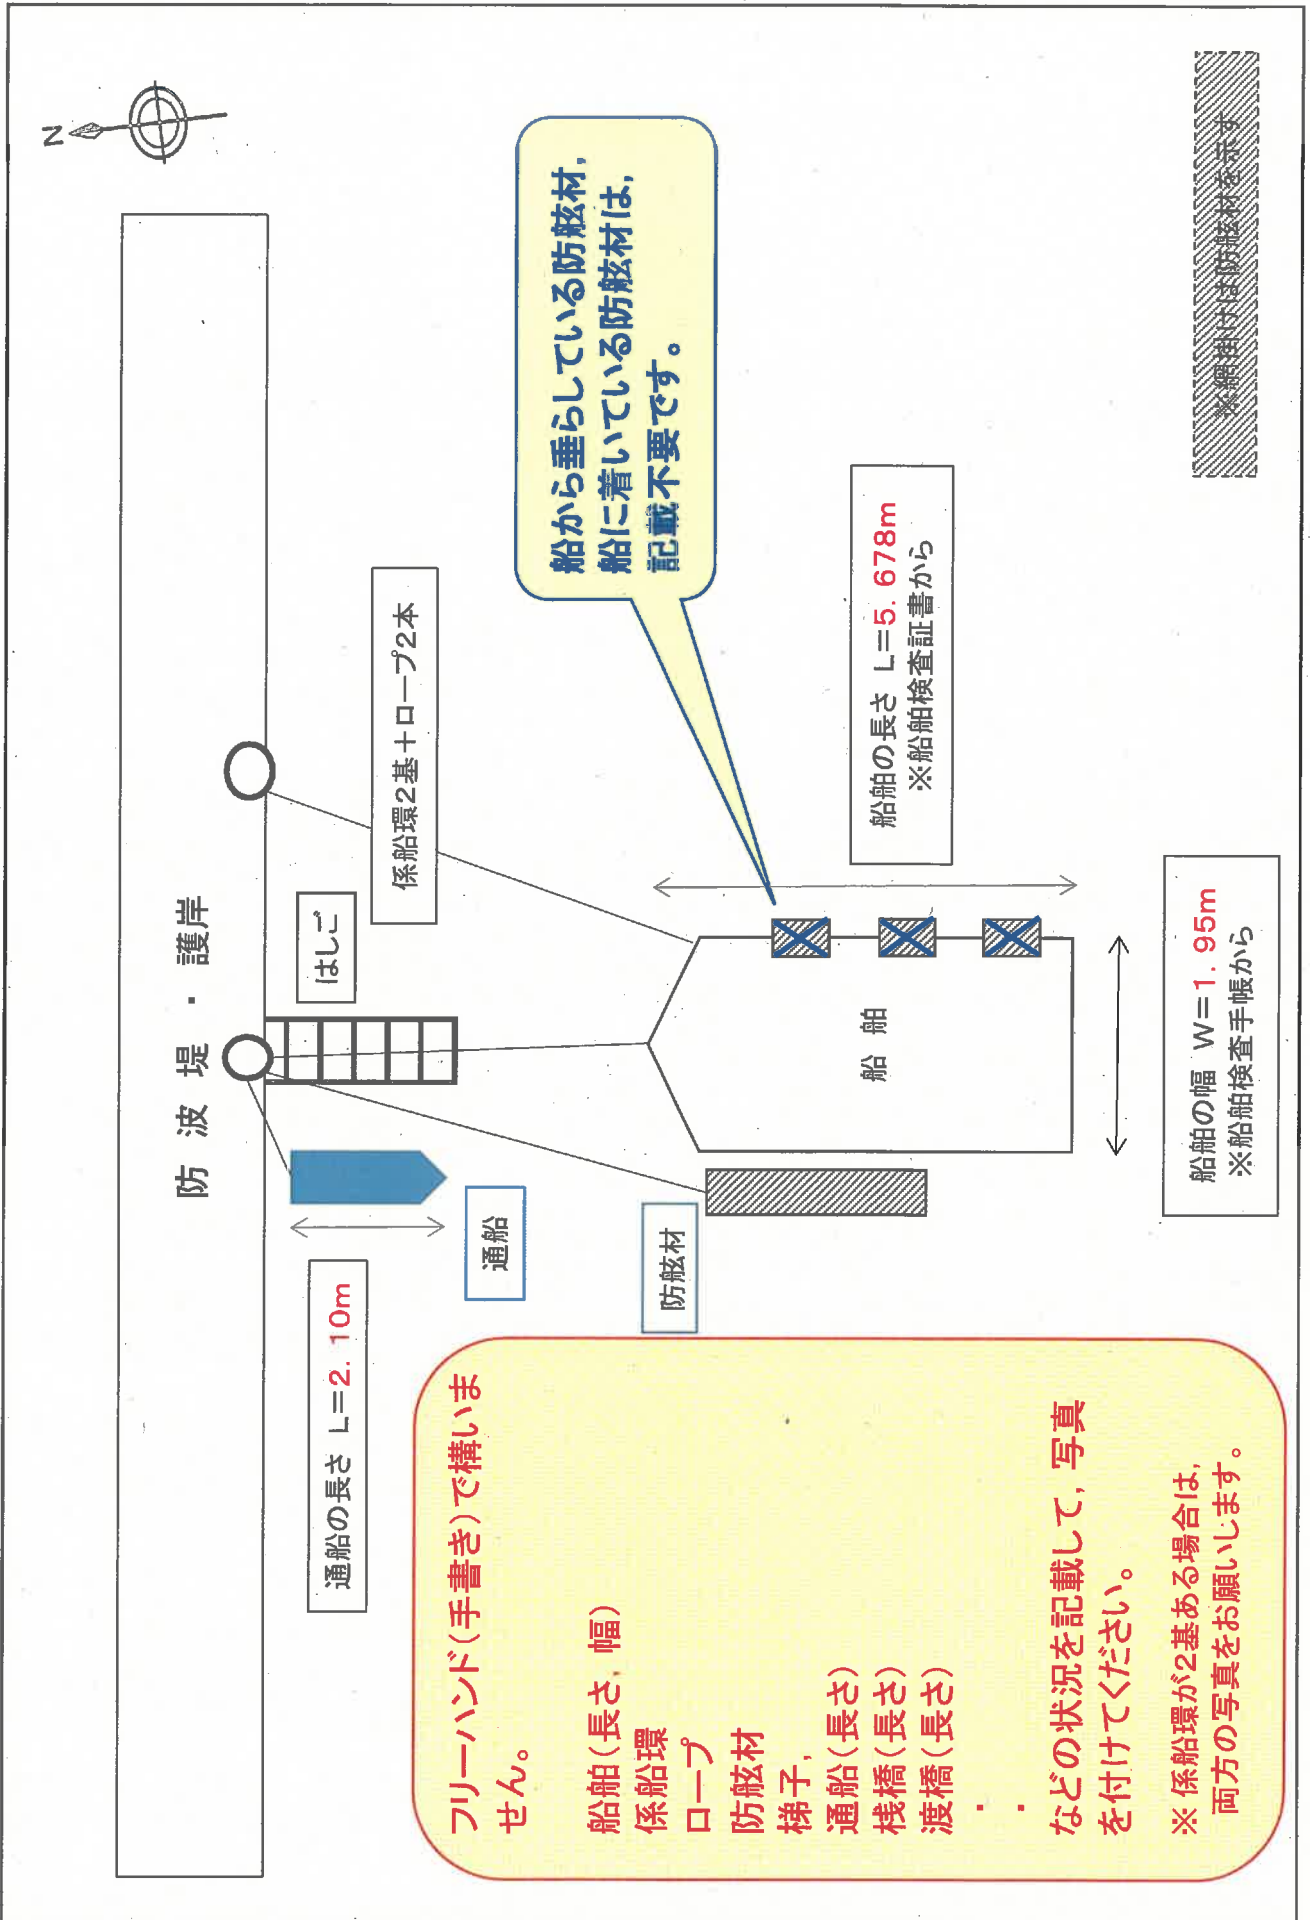 防 波 堤 ・ 護岸
N
通船の長さ L=2. 10m
はしご
係船環2基+ロープ2本
通船
防舷材
船 舶
船から垂らしている防舷材,
船に着いている防舷材は,
記載不要です。
船舶の長さ L=5. 678m
※船舶検査証書から
船舶の幅 W=1. 95m
※船舶検査手帳から
※網掛けは防舷材を示す
フリーハンド(手書き)で構いま
せん。
船舶(長さ, 幅)
係船環
ロープ
防舷材
梯子,
通船(長さ)
桟橋(長さ)
渡橋(長さ)
・
・
などの状況を記載して, 写真
を付けてください。
※ 係船環が2基ある場合は,
両方の写真をお願いします。